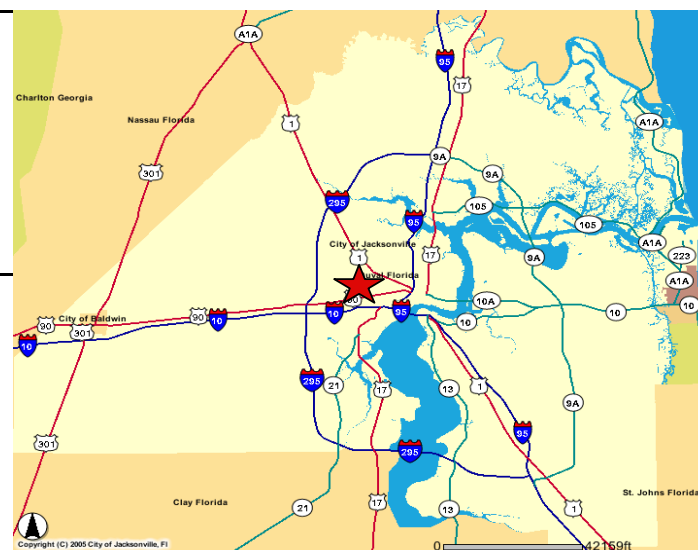 A1A
95
17
Charlton Georgia
Nassau Florida
1
A1A
9A
301
9A
295
105
95
105
City of Jacksonville
A1A
17
1
9A
223
Duval Florida
A1A
90
10A
10
City of Baldwin
90
10
10
95
10
10
90
301
10
295
21
17
13
1
9A
95
301
295
Clay Florida
St. Johns Florida
21
17
13
1
Copyright (C) 2005 City of Jacksonville, Fl
0
42159ft